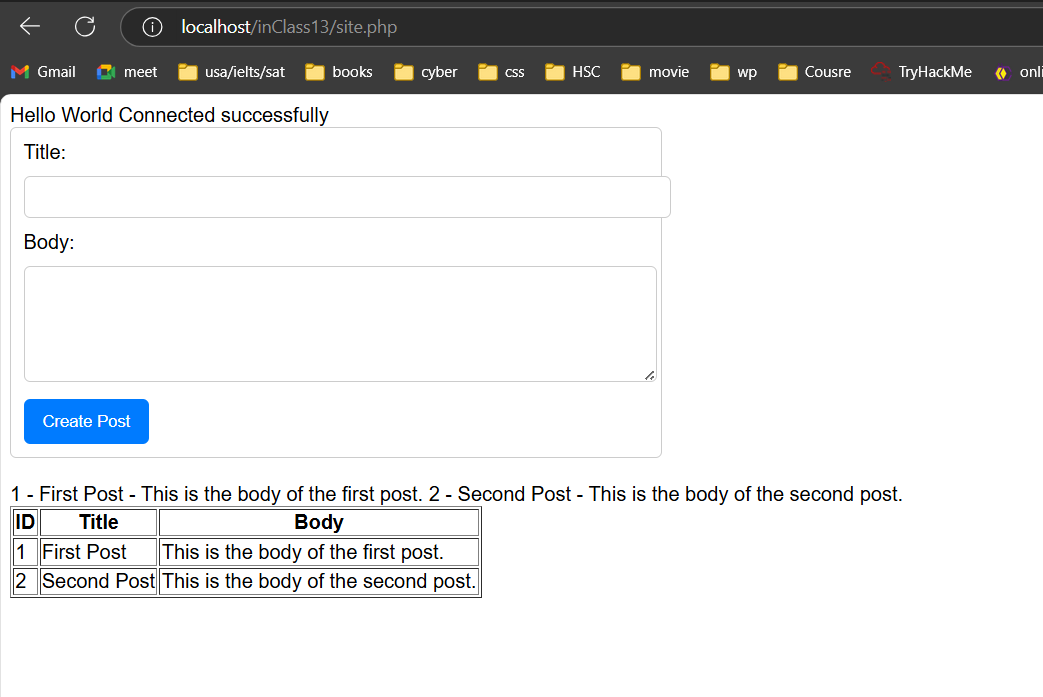 localhost/inClass13/site.php
Gmail meet usa/ielts/sat books cyber css HSC movie wp Cousre TryHackMe onli
Hello World Connected successfully
Title:
Body:
Create Post
1 - First Post - This is the body of the first post. 2 - Second Post - This is the body of the second post.
ID Title Body
1 First Post This is the body of the first post.
2 Second Post This is the body of the second post.